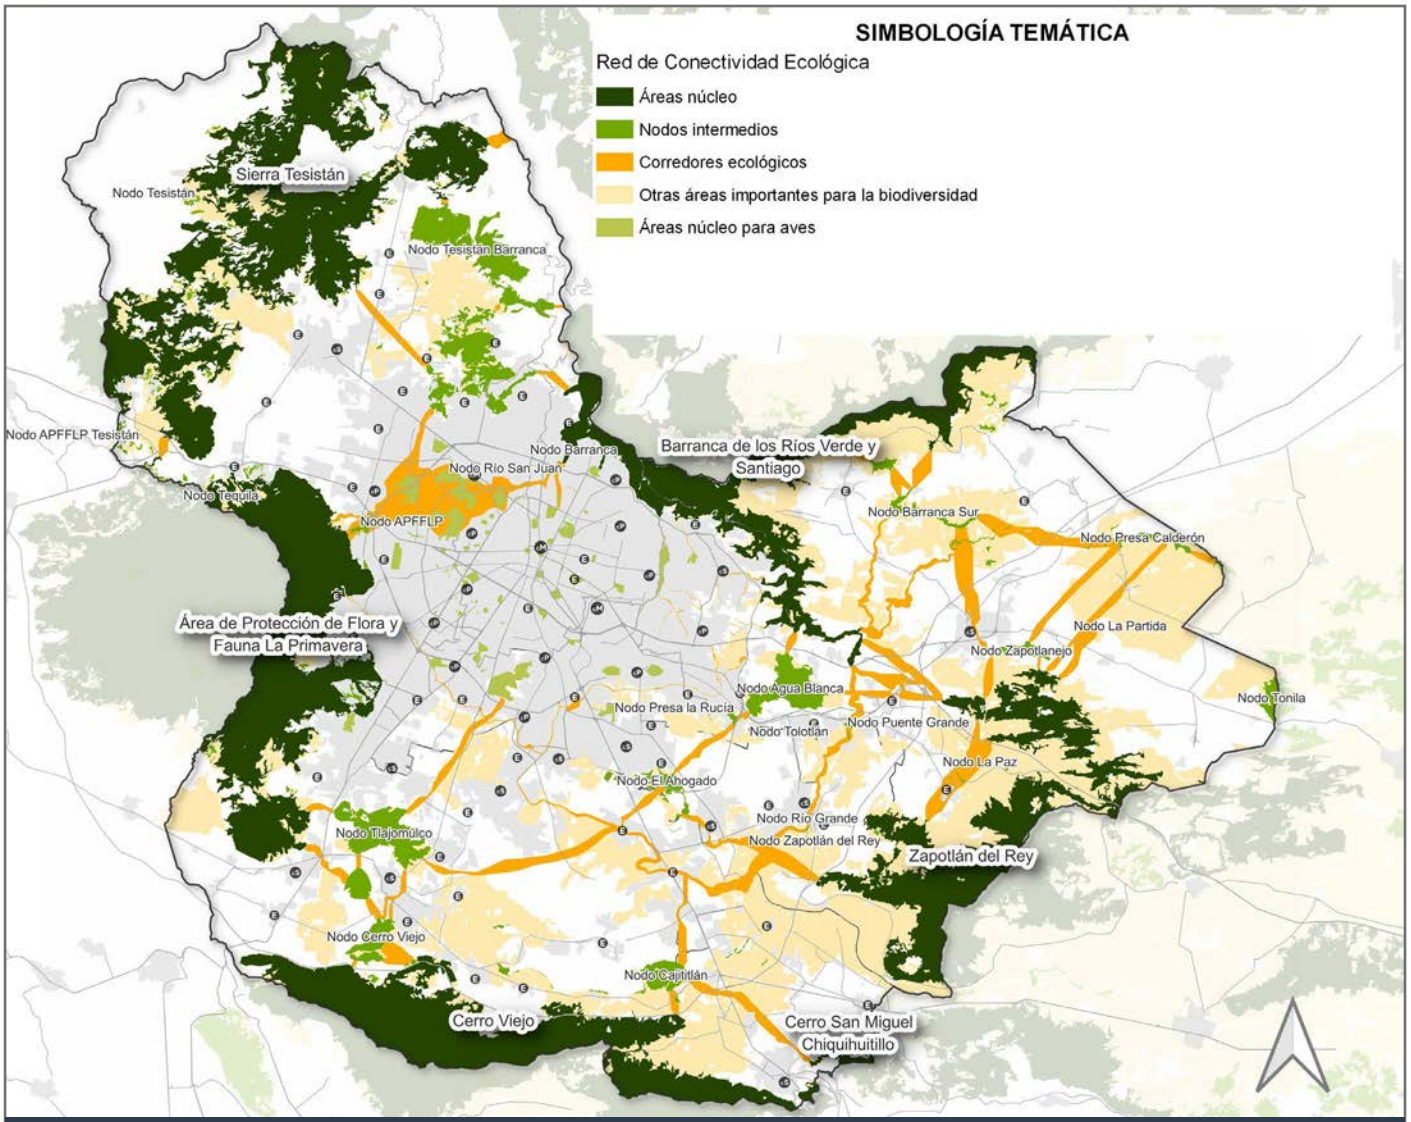 SIMBOLOGÍA TEMÁTICA
Red de Conectividad Ecológica
Áreas núcleo
Nodos intermedios
Corredores ecológicos
Otras áreas importantes para la biodiversidad
Áreas núcleo para aves
Sierra Tesistán
Nodo Tesistán
Nodo Tesistán Barranca
Nodo APFFLP Tesistán
Nodo Barranca
Barranca de los Ríos Verde y
Santiago
Nodo Río San Juan
Nodo Tequila
Nodo APFFLP
Nodo Barranca Sur
Nodo Presa Calderón
Área de Protección de Flora y
Fauna La Primavera
Nodo La Partida
Nodo Zapotlanejo
Nodo Agua Blanca
Nodo Tonila
Nodo Presa la Rucía
Nodo Puente Grande
Nodo Tolotlán
Nodo La Paz
Nodo El Ahogado
Nodo Río Grande
Nodo Tlajomulco
Nodo Zapotlán del Rey
Zapotlán del Rey
Nodo Cerro Viejo
Nodo Cajititlán
Cerro Viejo
Cerro San Miguel
Chiquihuitillo